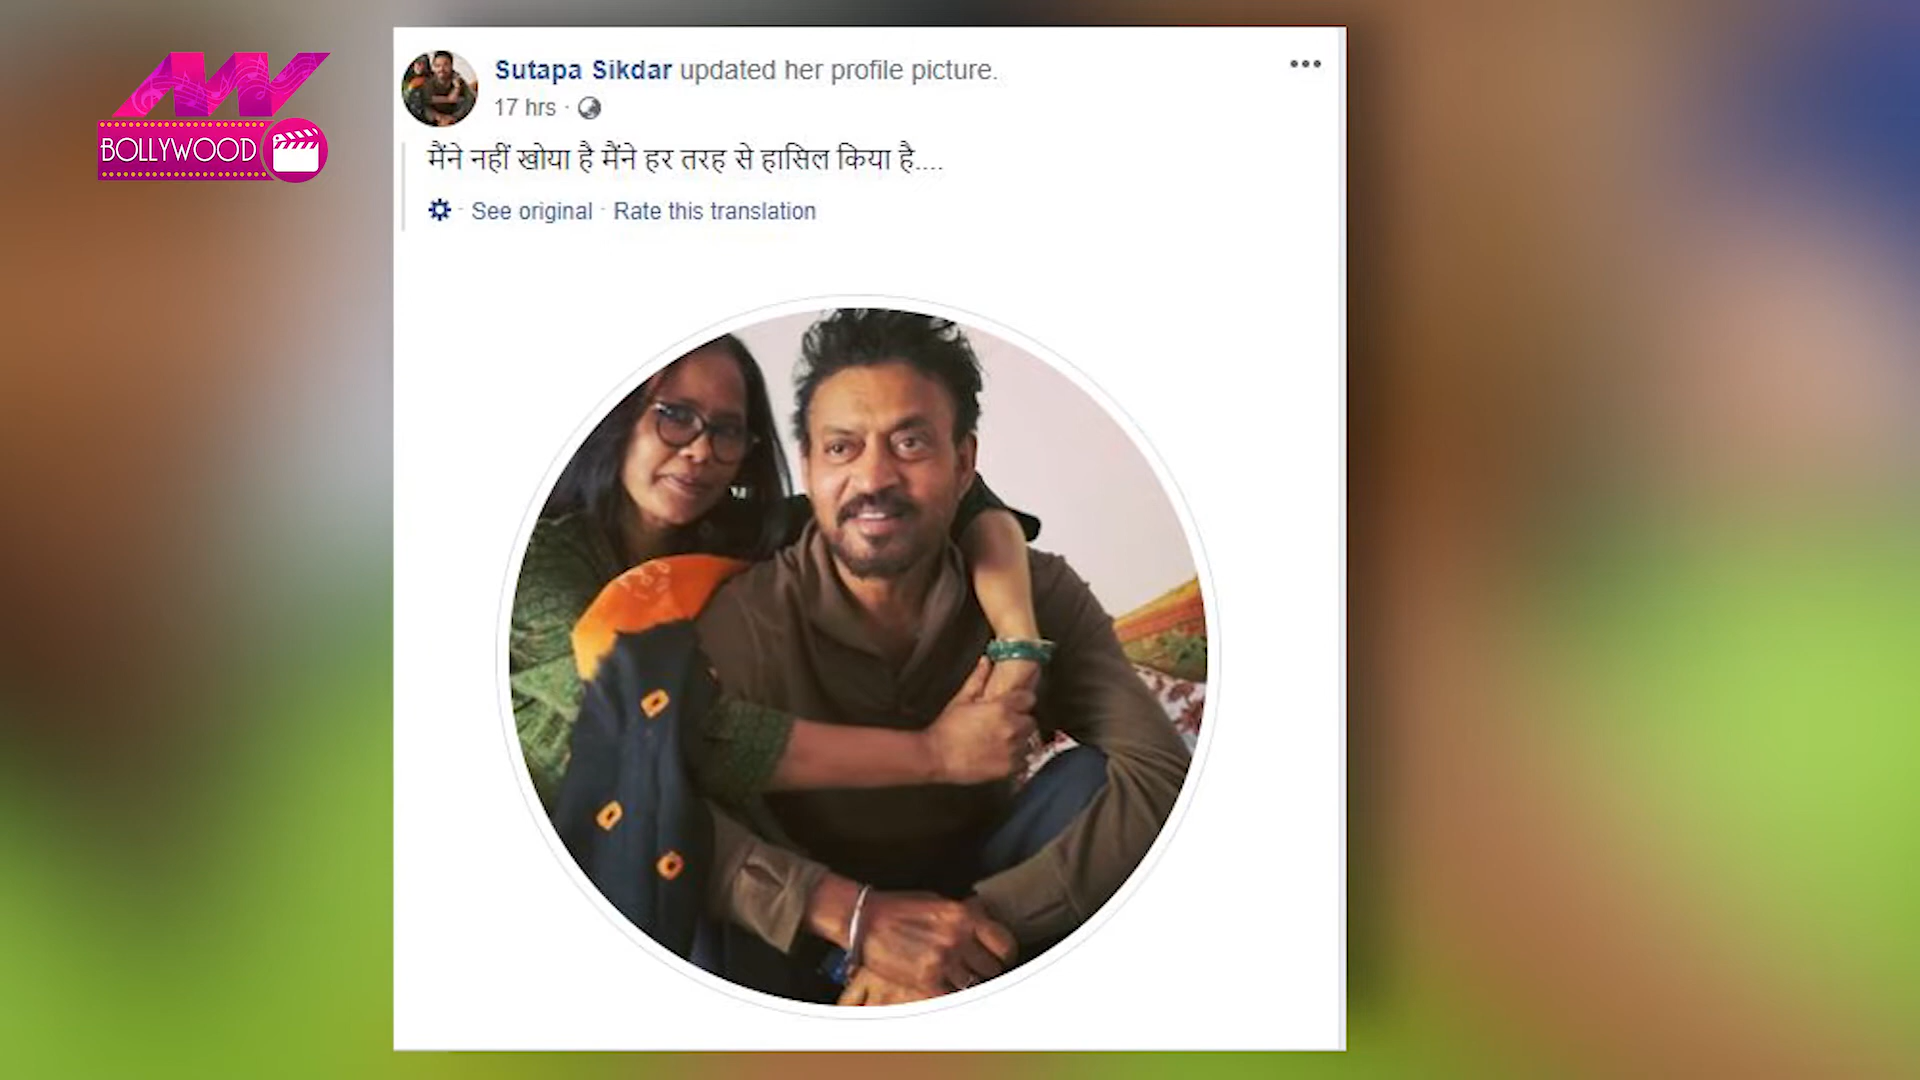 BOLLYWOOD
Sutapa Sikdar updated her profile picture.
17 hrs ·
मैंने नहीं खोया है मैंने हर तरह से हासिल किया है....
· See original · Rate this translation